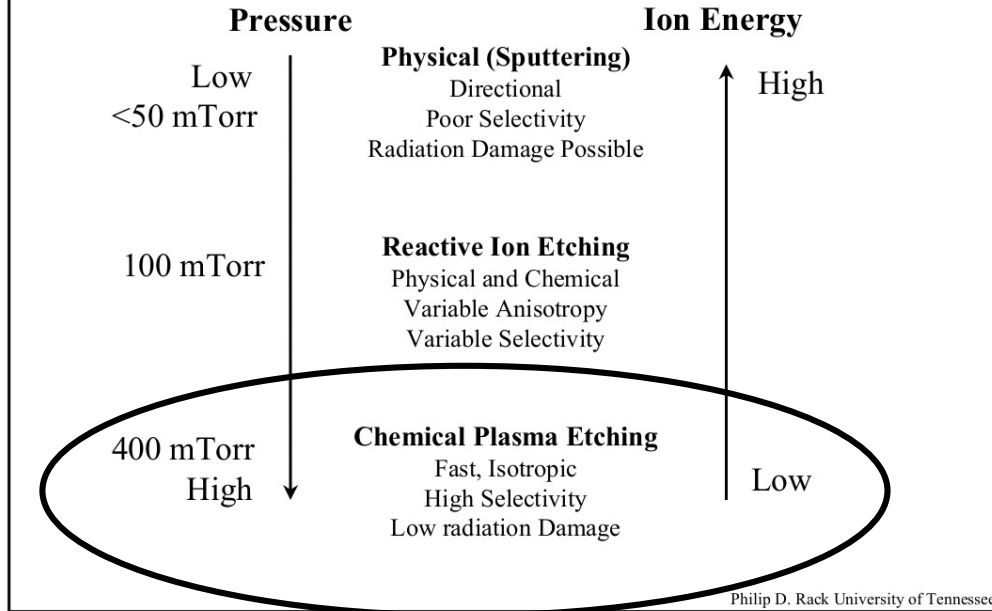 Pressure
Ion Energy
Low
<50 mTorr
Physical (Sputtering)
Directional
Poor Selectivity
Radiation Damage Possible
High
100 mTorr
Reactive Ion Etching
Physical and Chemical
Variable Anisotropy
Variable Selectivity
400 mTorr
High
Chemical Plasma Etching
Fast, Isotropic
High Selectivity
Low radiation Damage
Low
Philip D. Rack University of Tennessee